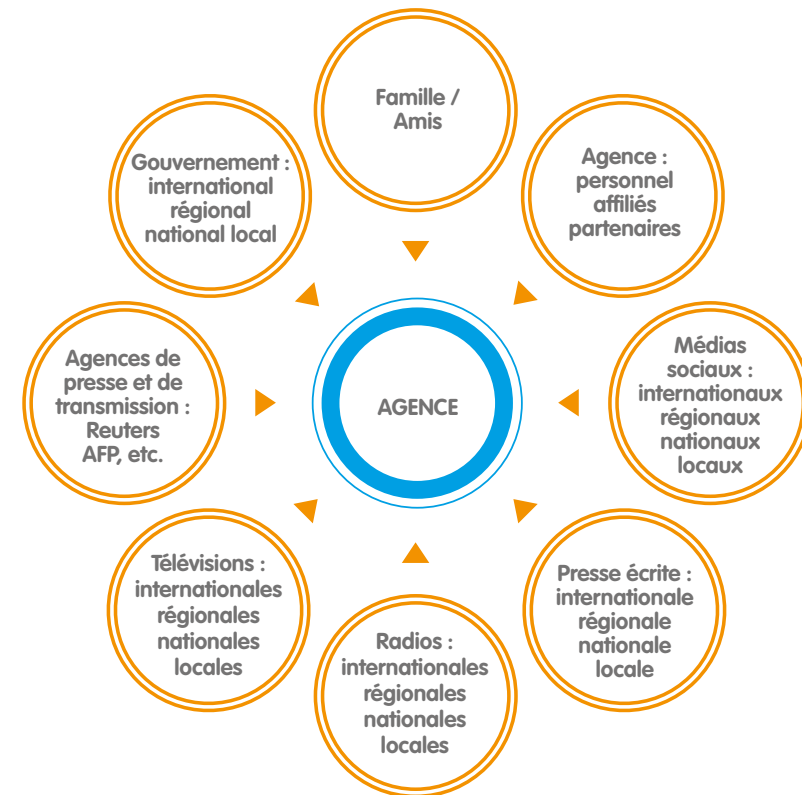 Famille /
Amis
Gouvernement :
international
régional
national local
Agence :
personnel
affiliés
partenaires
Agences de
presse et de
transmission :
Reuters
AFP, etc.
AGENCE
Médias
sociaux :
internationaux
régionaux
nationaux
locaux
Télévisions :
internationales
régionales
nationales
locales
Radios :
internationales
régionales
nationales
locales
Presse écrite :
internationale
régionale
nationale
locale